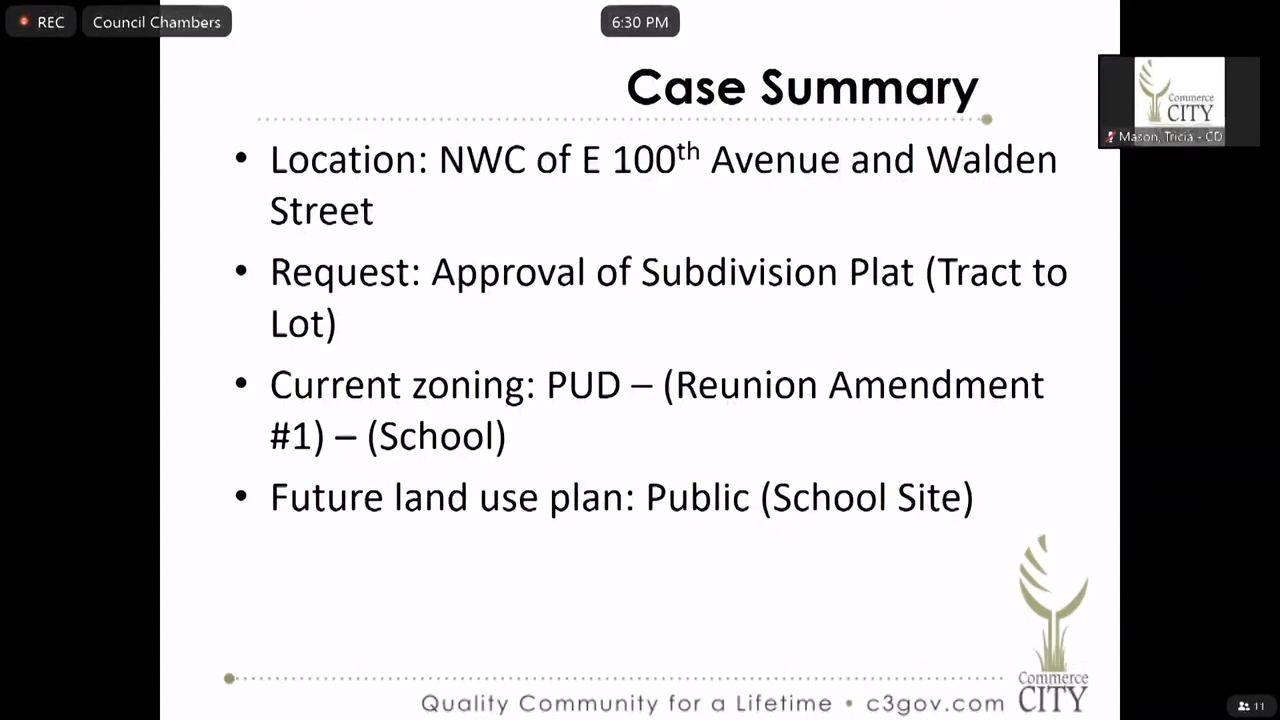 REC
Council Chambers
6:30 PM
Case Summary
Commerce
CITY
Mason, Tricia - CD
• Location: NWC of E 100th Avenue and Walden
Street
• Request: Approval of Subdivision Plat (Tract to
Lot)
• Current zoning: PUD – (Reunion Amendment
#1) – (School)
• Future land use plan: Public (School Site)
Commerce
CITY
Quality Community for a Lifetime • c3gov.com
11